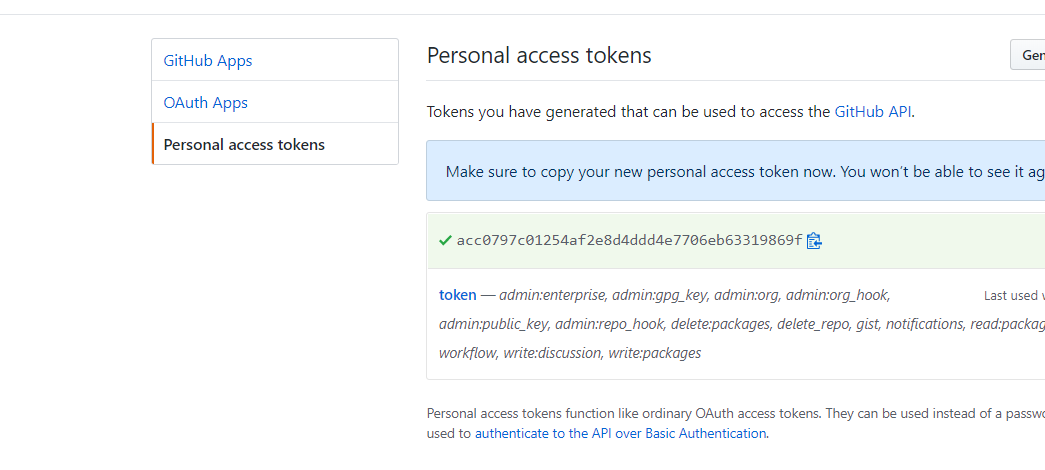 GitHub Apps
OAuth Apps
Personal access tokens
Personal access tokens
Gen
Tokens you have generated that can be used to access the GitHub API.
Make sure to copy your new personal access token now. You won't be able to see it ag
acc0797c01254af2e8d4ddd4e7706eb63319869f
token — admin:enterprise, admin:gpg_key, admin:org, admin:org_hook,
Last used
admin:public_key, admin:repo_hook, delete:packages, delete_repo, gist, notifications, read:packag
workflow, write:discussion, write:packages
Personal access tokens function like ordinary OAuth access tokens. They can be used instead of a passwo
used to authenticate to the API over Basic Authentication.